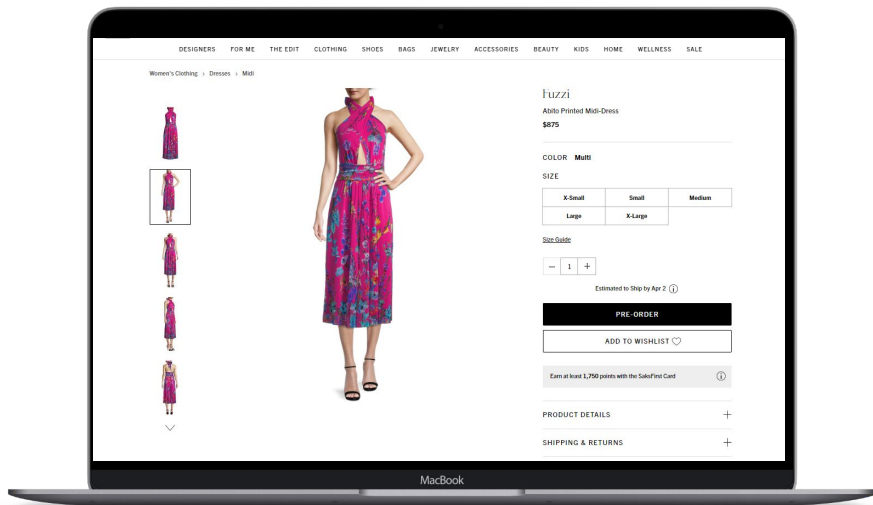 DESIGNERS FOR ME THE EDIT CLOTHING SHOES BAGS JEWELRY ACCESSORIES BEAUTY KIDS HOME WELLNESS SALE
Women's Clothing > Dresses > Midi
Fuzzi
Abito Printed Midi-Dress
$875
COLOR Multi
SIZE
X-Small Small Medium
Large X-Large
Size Guide
− 1 +
Estimated to Ship by Apr 2 i
PRE-ORDER
ADD TO WISHLIST
Earn at least 1,750 points with the SaksFirst Card i
PRODUCT DETAILS +
SHIPPING & RETURNS +
MacBook